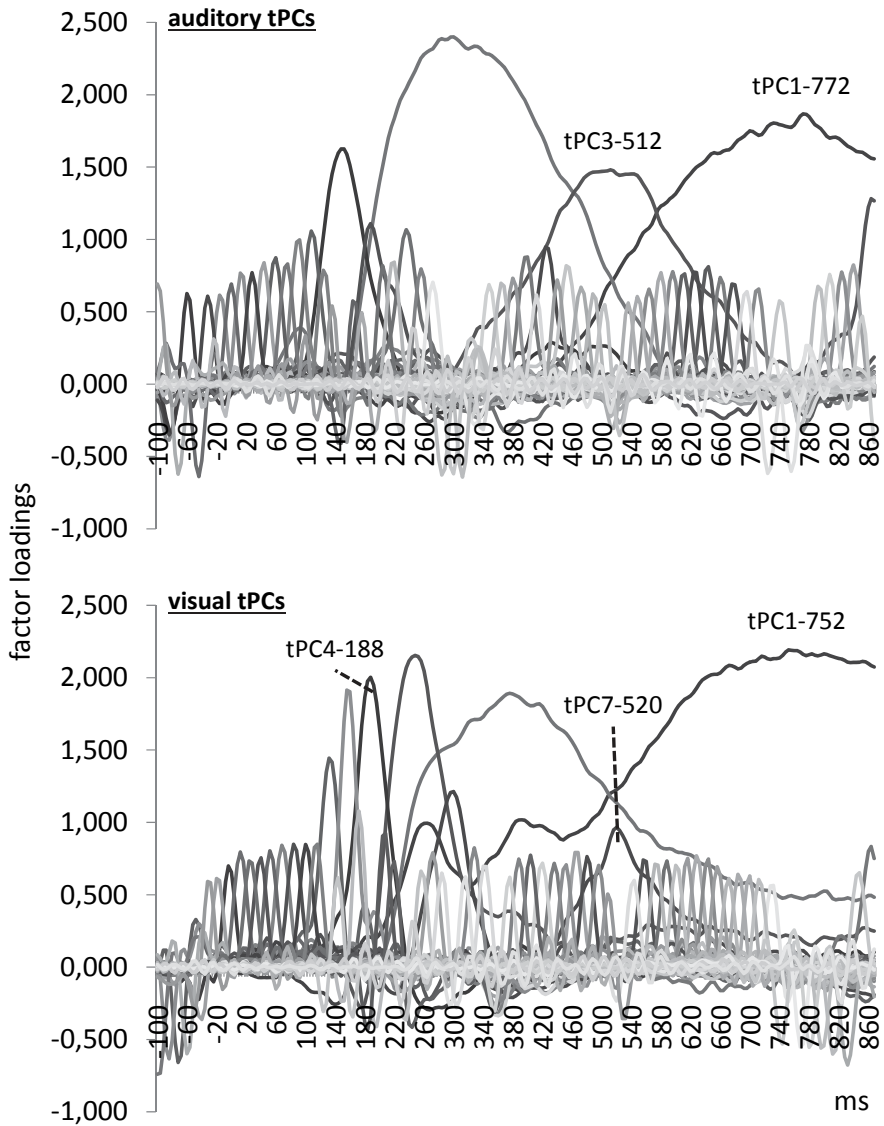 auditory tPCs
2,500
2,000
1,500
1,000
0,500
0,000
-0,500
-1,000
tPC1-772
tPC3-512
-100 -60 -20 20 60 100 140 180 220 260 300 340 380 420 460 500 540 580 620 660 700 740 780 820 860
factor loadings
visual tPCs
2,500
2,000
1,500
1,000
0,500
0,000
-0,500
-1,000
tPC4-188
tPC1-752
tPC7-520
-100 -60 -20 20 60 100 140 180 220 260 300 340 380 420 460 500 540 580 620 660 700 740 780 820 860
ms